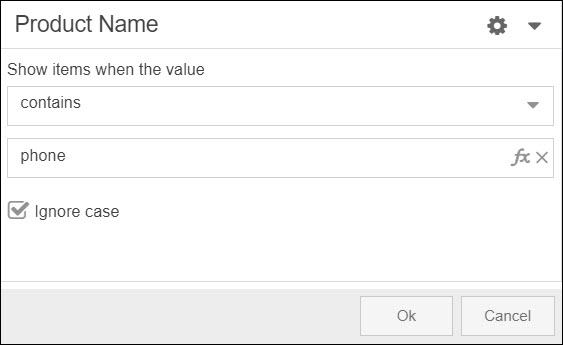 Product Name
Show items when the value
contains
phone fx
Ignore case
Ok Cancel